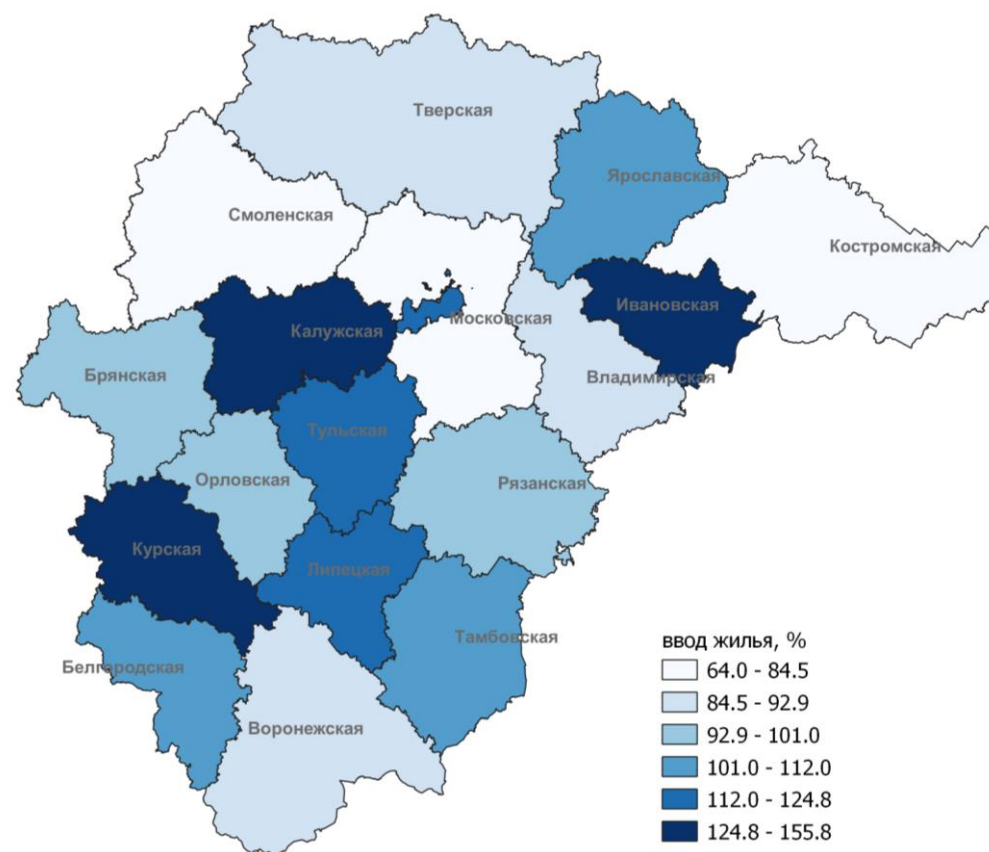 Тверская
Ярославская
Смоленская
Костромская
Ивановская
Московская
Калужская
Брянская
Владимирская
Тульская
Орловская
Рязанская
Курская
Липецкая
Тамбовская
Белгородская
Воронежская
ввод жилья, %
64.0 - 84.5
84.5 - 92.9
92.9 - 101.0
101.0 - 112.0
112.0 - 124.8
124.8 - 155.8